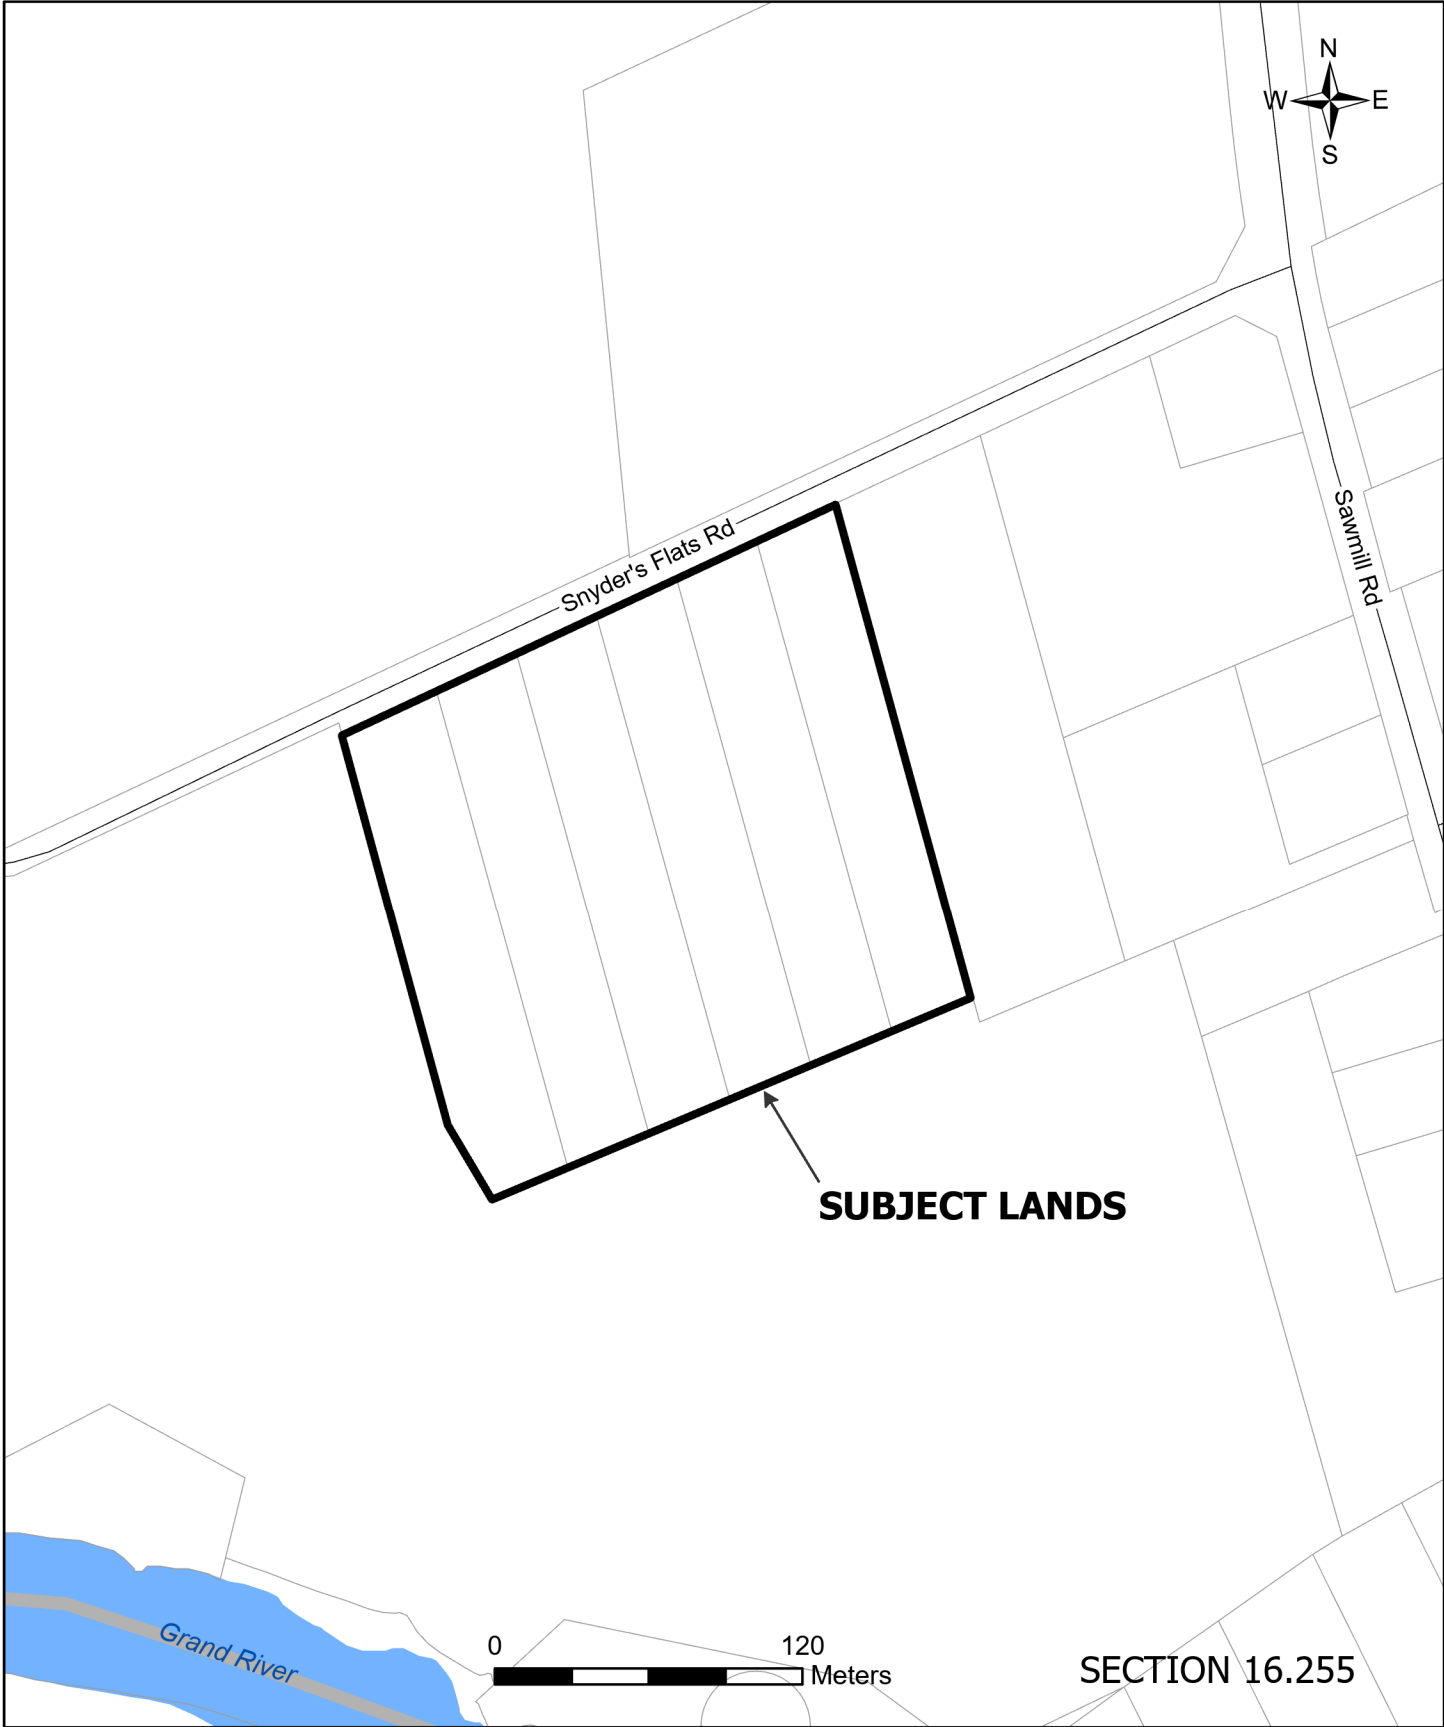 N
W E
S
Snyder's Flats Rd
Sawmill Rd
SUBJECT LANDS
Grand River
0 120
Meters
SECTION 16.255